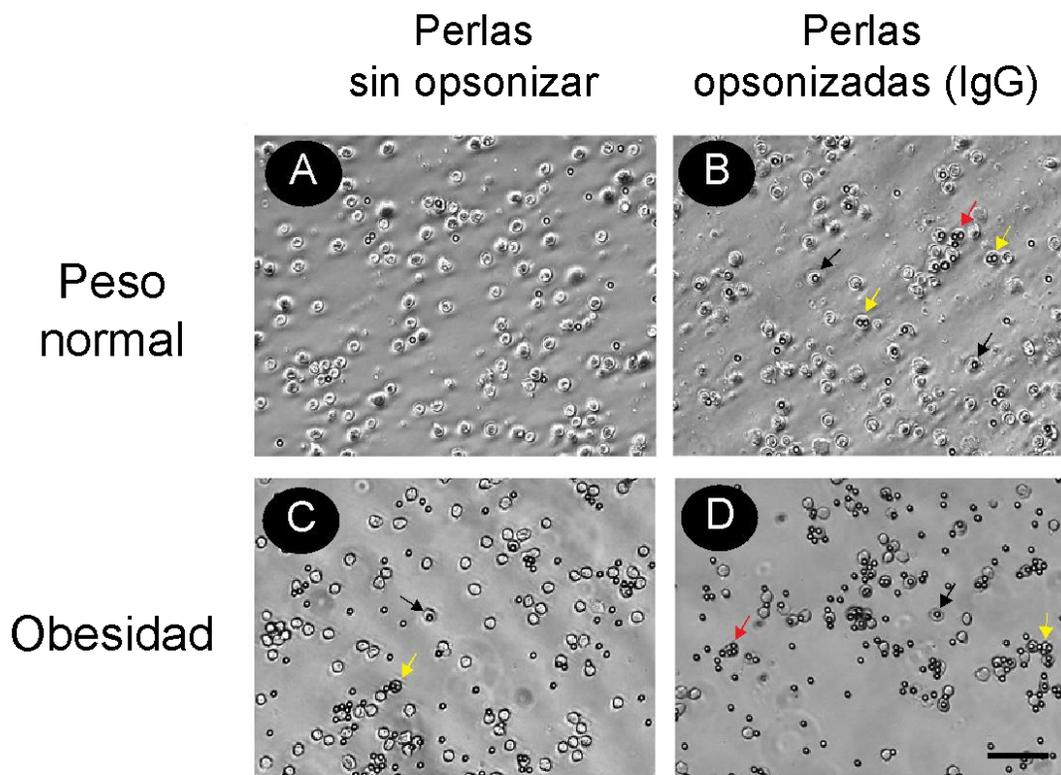 Perlas
sin opsonizar
Perlas
opsonizadas (IgG)
Peso
normal
A
B
Obesidad
C
D